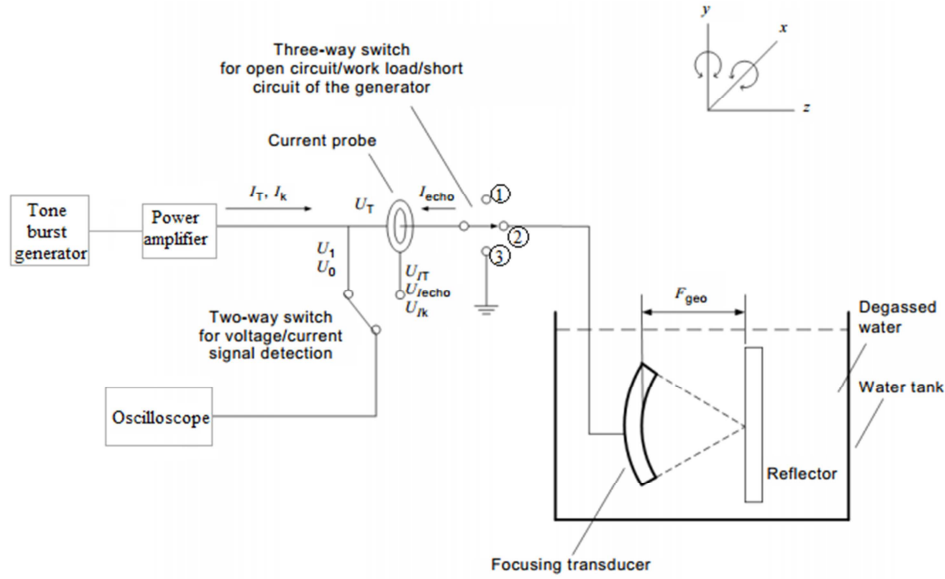 y
x
z
Three-way switch
for open circuit/work load/short
circuit of the generator
Current probe
Tone
burst
generator
Power
amplifier
I_T, I_k
U_T
I_echo
①
②
③
U_1
U_0
U_IT
U_Iecho
U_Ik
Two-way switch
for voltage/current
signal detection
Oscilloscope
F_geo
Degassed
water
Water tank
Reflector
Focusing transducer